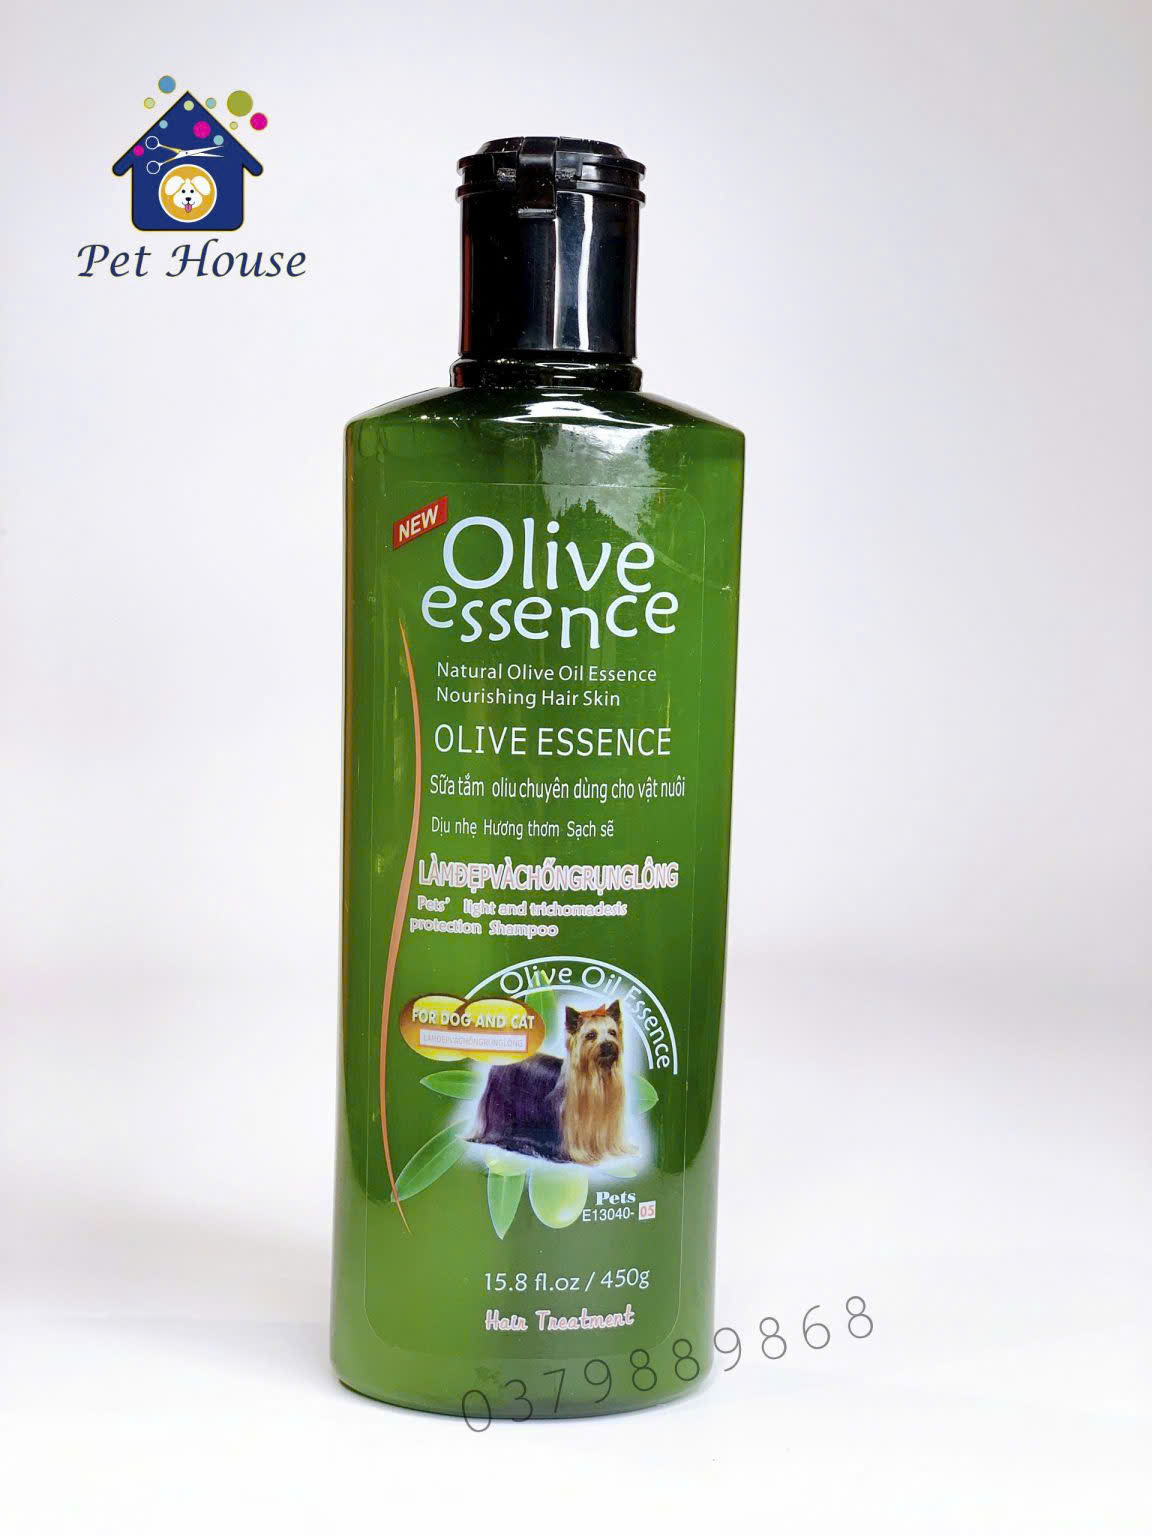 Pet House
NEW
Olive
essence
Natural Olive Oil Essence
Nourishing Hair Skin
OLIVE ESSENCE
Sữa tắm oliu chuyên dùng cho vật nuôi
Dịu nhẹ Hương thơm Sạch sẽ
LÀMĐẸPVÀCHỐNGRỤNGLÔNG
Pets' light and trichomadesis
protection Shampoo
Olive Oil Essence
FOR DOG AND CAT
LÀMĐẸPVÀCHỐNGRỤNGLÔNG
Pets
E13040-05
15.8 fl.oz / 450g
Hair Treatment
0379889868